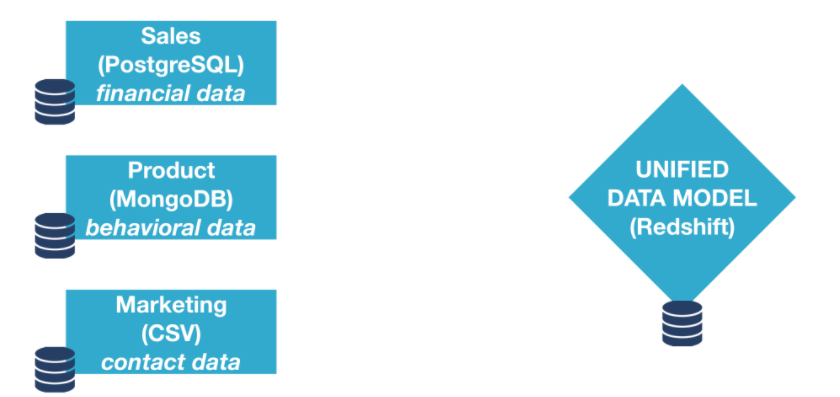 Sales
(PostgreSQL)
financial data
Product
(MongoDB)
behavioral data
Marketing
(CSV)
contact data
UNIFIED
DATA MODEL
(Redshift)